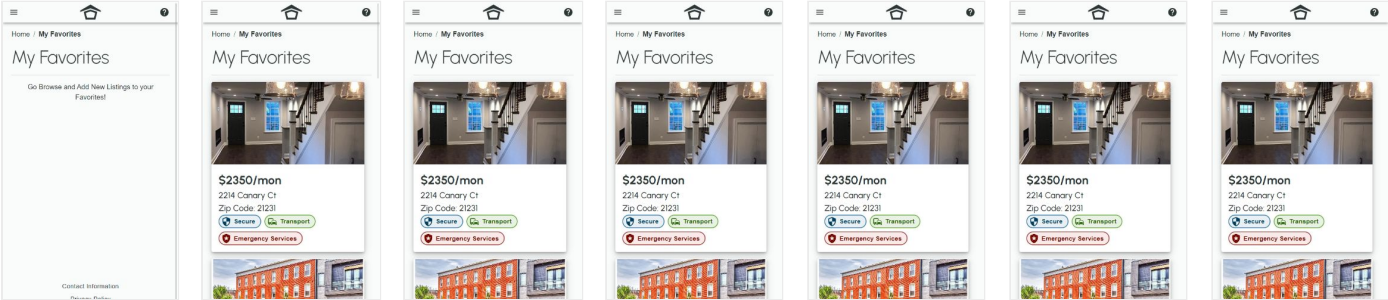 Home / My Favorites
My Favorites
Go Browse and Add New Listings to your
Favorites!
Contact Information
Privacy Policy
Home / My Favorites
My Favorites
$2350/mon
2214 Canary Ct
Zip Code: 21231
Secure
Transport
Emergency Services
Home / My Favorites
My Favorites
$2350/mon
2214 Canary Ct
Zip Code: 21231
Secure
Transport
Emergency Services
Home / My Favorites
My Favorites
$2350/mon
2214 Canary Ct
Zip Code: 21231
Secure
Transport
Emergency Services
Home / My Favorites
My Favorites
$2350/mon
2214 Canary Ct
Zip Code: 21231
Secure
Transport
Emergency Services
Home / My Favorites
My Favorites
$2350/mon
2214 Canary Ct
Zip Code: 21231
Secure
Transport
Emergency Services
Home / My Favorites
My Favorites
$2350/mon
2214 Canary Ct
Zip Code: 21231
Secure
Transport
Emergency Services